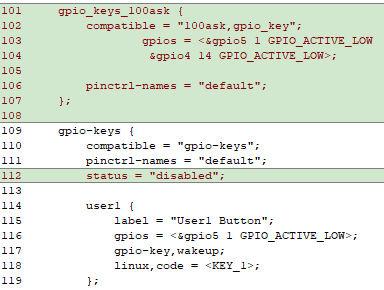 101 gpio_keys_100ask {
102 compatible = "100ask,gpio_key";
103 gpios = <&gpio5 1 GPIO_ACTIVE_LOW
104 &gpio4 14 GPIO_ACTIVE_LOW>;
105
106 pinctrl-names = "default";
107 };
108
109 gpio-keys {
110 compatible = "gpio-keys";
111 pinctrl-names = "default";
112 status = "disabled";
113
114 user1 {
115 label = "User1 Button";
116 gpios = <&gpio5 1 GPIO_ACTIVE_LOW>;
117 gpio-key,wakeup;
118 linux,code = <KEY_1>;
119 };